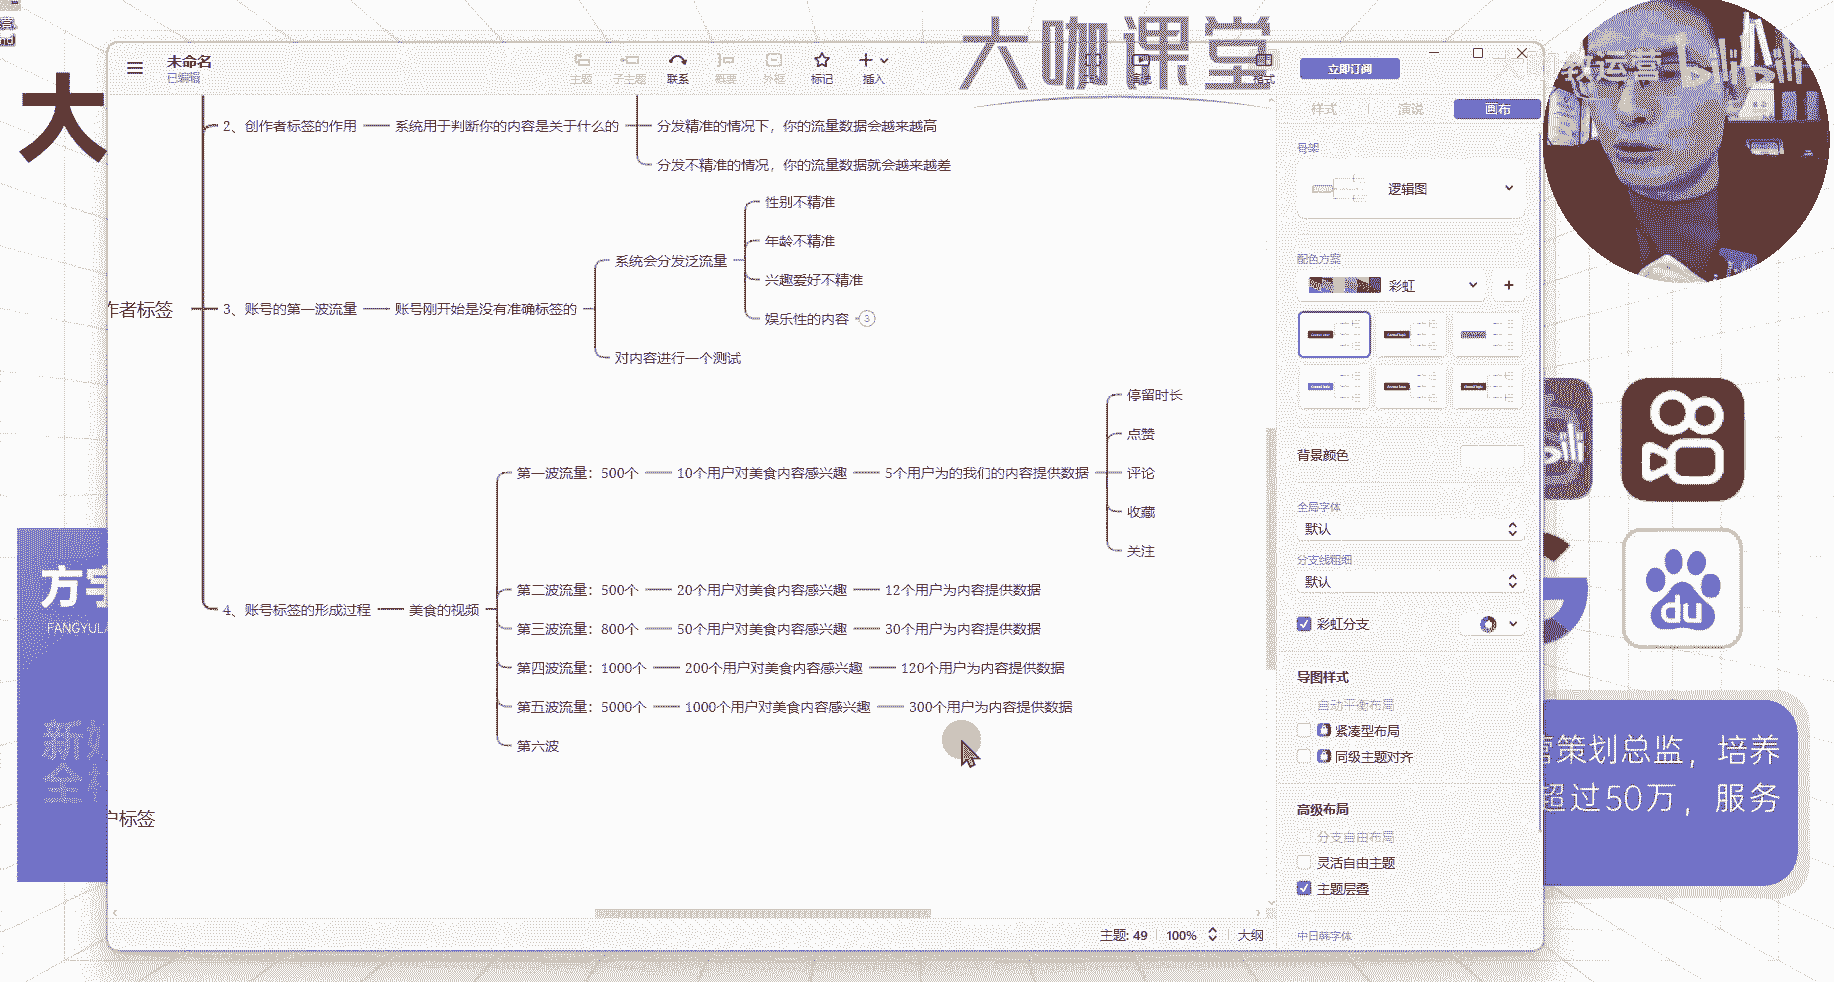 大咖课堂
大
未命名
已编辑
主题
子主题
联系
概要
外框
标记
插入
格式
立即订阅
运营
bilibili
样式
演说
画布
2、创作者标签的作用
系统用于判断你的内容是关于什么的
分发精准的情况下，你的流量数据会越来越高
分发不精准的情况，你的流量数据就会越来越差
作者标签
3、账号的第一波流量
账号刚开始是没有准确标签的
系统会分发泛流量
性别不精准
年龄不精准
兴趣爱好不精准
娱乐性的内容
3
对内容进行一个测试
4、账号标签的形成过程
美食的视频
第一波流量：500个
10个用户对美食内容感兴趣
5个用户为的我们的内容提供数据
停留时长
点赞
评论
收藏
关注
第二波流量：500个
20个用户对美食内容感兴趣
12个用户为内容提供数据
第三波流量：800个
50个用户对美食内容感兴趣
30个用户为内容提供数据
第四波流量：1000个
200个用户对美食内容感兴趣
120个用户为内容提供数据
第五波流量：5000个
1000个用户对美食内容感兴趣
300个用户为内容提供数据
第六波
户标签
骨架
逻辑图
配色方案
彩虹
背景颜色
全局字体
默认
分支线粗细
默认
彩虹分支
导图样式
自动平衡布局
紧凑型布局
同级主题对齐
高级布局
分支自由布局
灵活自由主题
主题层叠
中日韩字体
主题: 49
100%
大纲
方宇
FANGYULA
新
全
du
营策划总监，培养
超过50万，服务